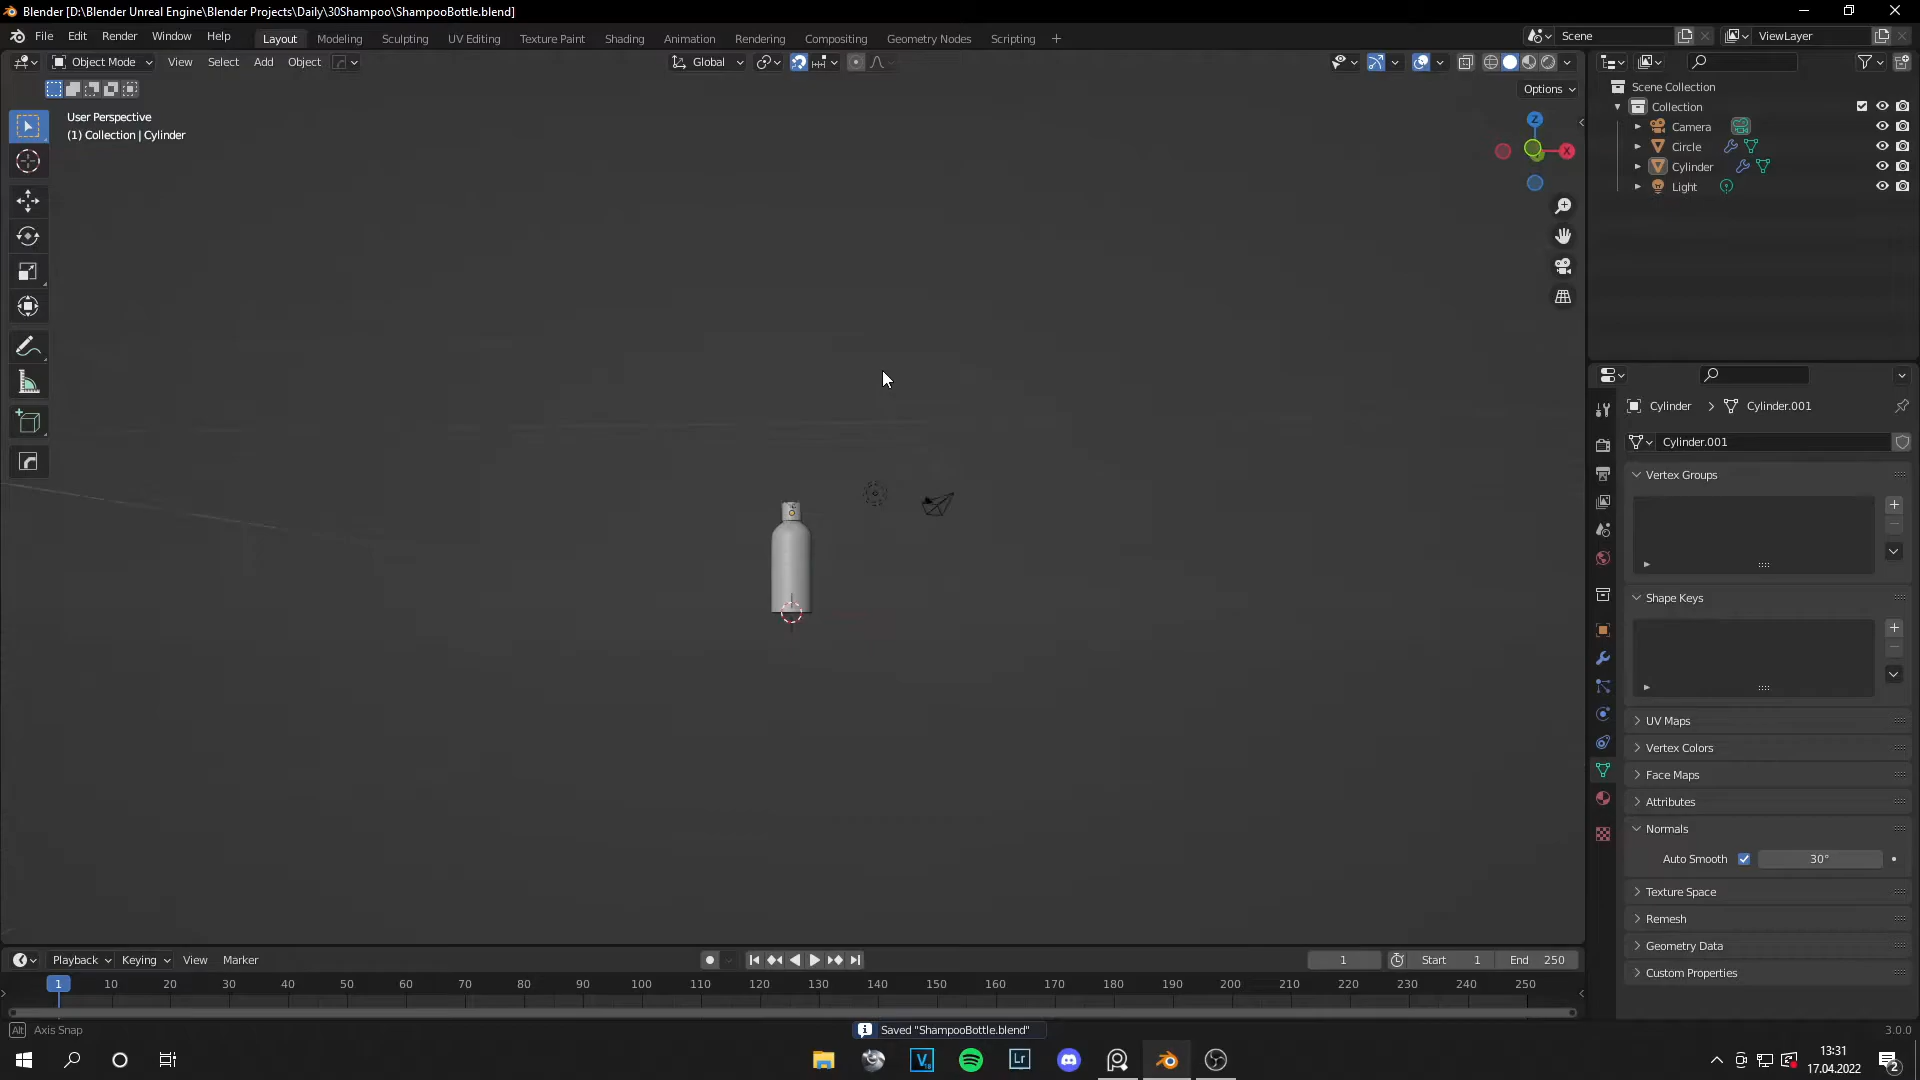 Blender [D:\Blender Unreal Engine\Blender Projects\Daily\30Shampoo\ShampooBottle.blend]
File Edit Render Window Help Layout Modeling Sculpting UV Editing Texture Paint Shading Animation Rendering Compositing Geometry Nodes Scripting +
Scene
ViewLayer
Object Mode View Select Add Object
Global
Options
User Perspective
(1) Collection | Cylinder
Z
X
Scene Collection
Collection
Camera
Circle
Cylinder
Light
Cylinder > Cylinder.001
Cylinder.001
Vertex Groups
Shape Keys
UV Maps
Vertex Colors
Face Maps
Attributes
Normals
Auto Smooth 30°
Texture Space
Remesh
Geometry Data
Custom Properties
Playback Keying View Marker
1
Start 1 End 250
1 10 20 30 40 50 60 70 80 90 100 110 120 130 140 150 160 170 180 190 200 210 220 230 240 250
Alt Axis Snap
Saved "ShampooBottle.blend"
3.0.0
V
Lr
13:31
17.04.2022
2